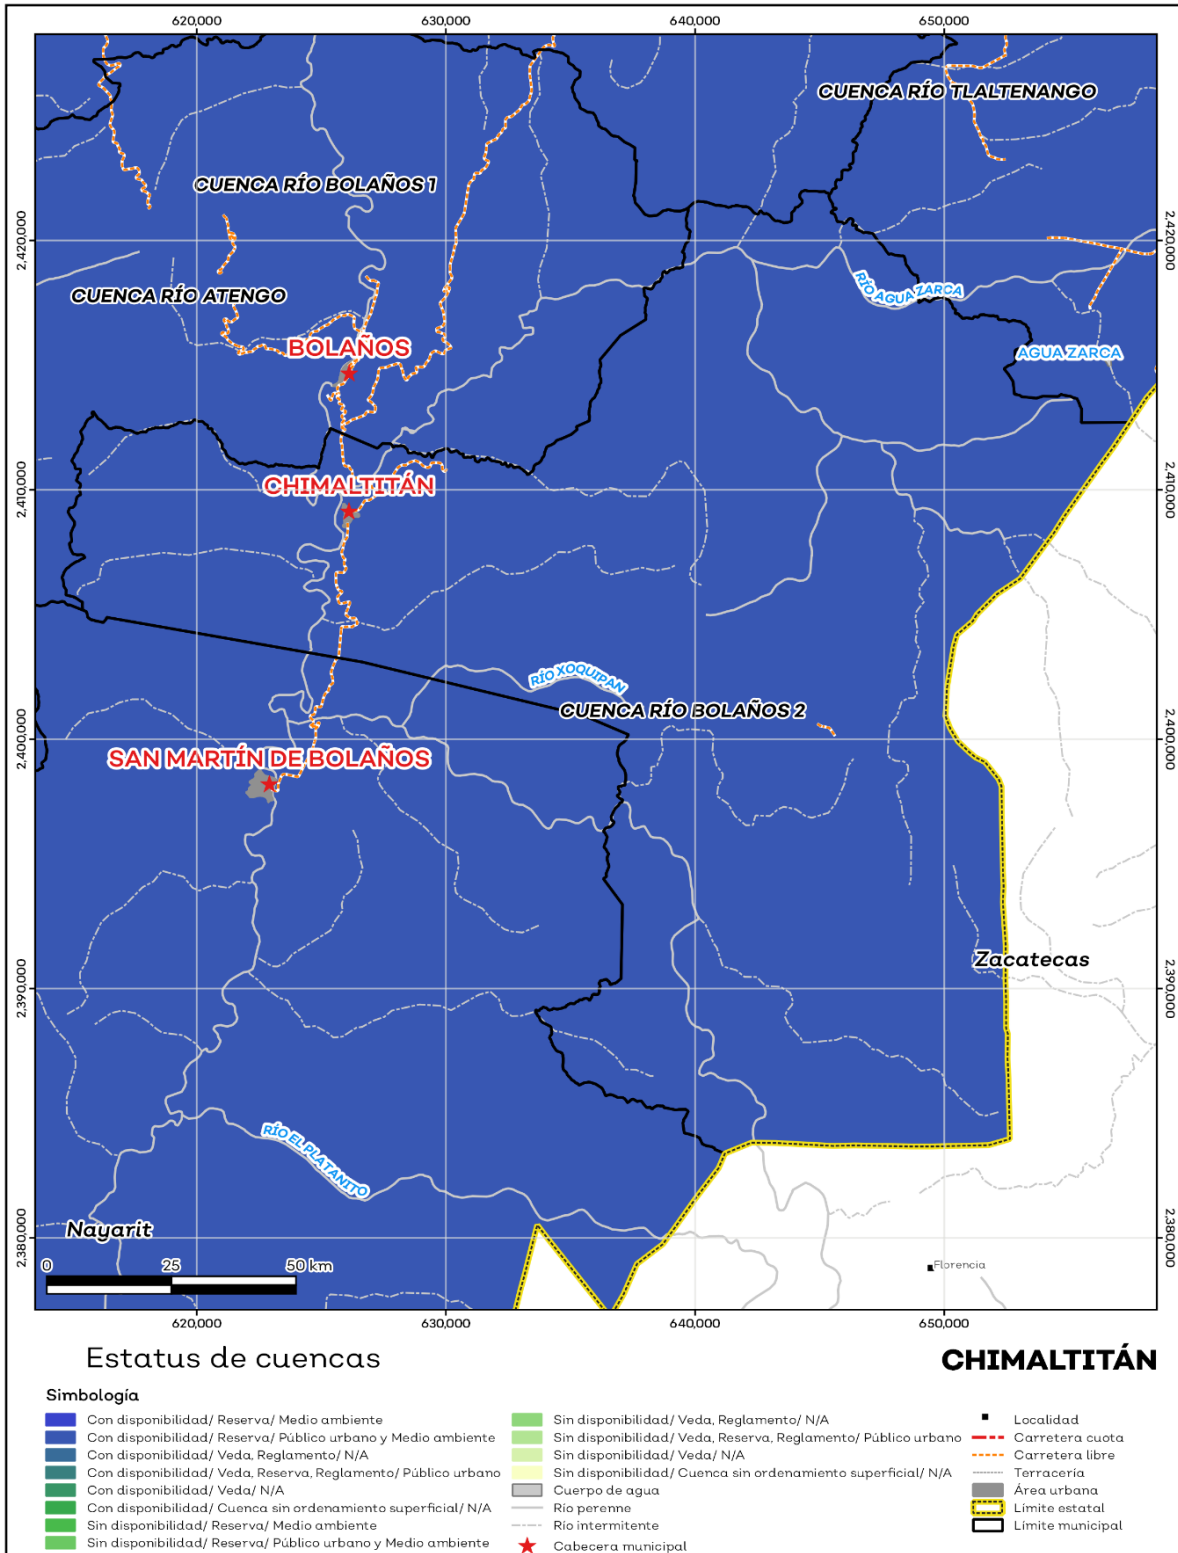 620,000 630,000 640,000 650,000
CUENCA RÍO TLALTENANGO
CUENCA RÍO BOLAÑOS 1
2,420,000 2,420,000
CUENCA RÍO ATENGO
RÍO AGUA ZARCA
BOLAÑOS
AGUA ZARCA
CHIMALTITÁN
2,410,000 2,410,000
RÍO XOQUIPAN
CUENCA RÍO BOLAÑOS 2
2,400,000 2,400,000
SAN MARTÍN DE BOLAÑOS
Zacatecas
2,390,000 2,390,000
RÍO EL PLATANITO
Nayarit
2,380,000 2,380,000
Florencia
0 25 50 km
620,000 630,000 640,000 650,000
Estatus de cuencas
CHIMALTITÁN
Simbología
Con disponibilidad/ Reserva/ Medio ambiente
Con disponibilidad/ Reserva/ Público urbano y Medio ambiente
Con disponibilidad/ Veda, Reglamento/ N/A
Con disponibilidad/ Veda, Reserva, Reglamento/ Público urbano
Con disponibilidad/ Veda/ N/A
Con disponibilidad/ Cuenca sin ordenamiento superficial/ N/A
Sin disponibilidad/ Reserva/ Medio ambiente
Sin disponibilidad/ Reserva/ Público urbano y Medio ambiente
Sin disponibilidad/ Veda, Reglamento/ N/A
Sin disponibilidad/ Veda, Reserva, Reglamento/ Público urbano
Sin disponibilidad/ Veda/ N/A
Sin disponibilidad/ Cuenca sin ordenamiento superficial/ N/A
Cuerpo de agua
Río perenne
Río intermitente
Cabecera municipal
Localidad
Carretera cuota
Carretera libre
Terracería
Área urbana
Límite estatal
Límite municipal